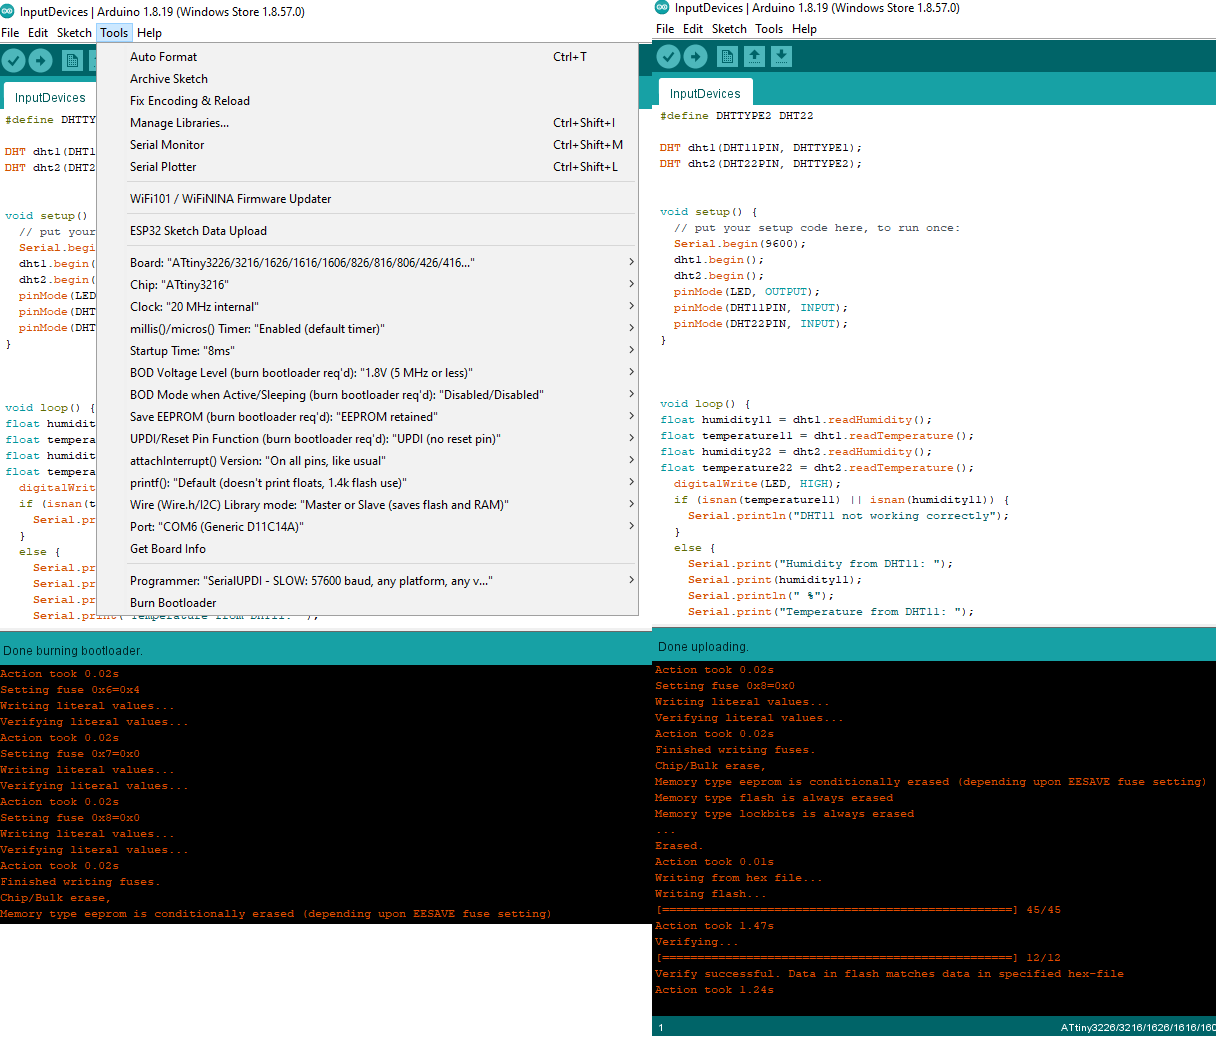 InputDevices | Arduino 1.8.19 (Windows Store 1.8.57.0)
File Edit Sketch Tools Help
InputDevices
#define DHTTY
DHT dht1(DHT1
DHT dht2(DHT2
void setup()
// put your
Serial.begi
dht1.begin(
dht2.begin(
pinMode(LED
pinMode(DHT
pinMode(DHT
}
void loop() {
float humidit
float tempera
float humidit
float tempera
digitalWrit
if (isnan(t
Serial.pr
}
else {
Serial.pr
Serial.pr
Serial.pr
Serial.print("Temperature from DHT11: ");
Auto Format Ctrl+T
Archive Sketch
Fix Encoding & Reload
Manage Libraries... Ctrl+Shift+I
Serial Monitor Ctrl+Shift+M
Serial Plotter Ctrl+Shift+L
WiFi101 / WiFiNINA Firmware Updater
ESP32 Sketch Data Upload
Board: "ATtiny3226/3216/1626/1616/1606/826/816/806/426/416..."
Chip: "ATtiny3216"
Clock: "20 MHz internal"
millis()/micros() Timer: "Enabled (default timer)"
Startup Time: "8ms"
BOD Voltage Level (burn bootloader req'd): "1.8V (5 MHz or less)"
BOD Mode when Active/Sleeping (burn bootloader req'd): "Disabled/Disabled"
Save EEPROM (burn bootloader req'd): "EEPROM retained"
UPDI/Reset Pin Function (burn bootloader req'd): "UPDI (no reset pin)"
attachInterrupt() Version: "On all pins, like usual"
printf(): "Default (doesn't print floats, 1.4k flash use)"
Wire (Wire.h/I2C) Library mode: "Master or Slave (saves flash and RAM)"
Port: "COM6 (Generic D11C14A)"
Get Board Info
Programmer: "SerialUPDI - SLOW: 57600 baud, any platform, any v..."
Burn Bootloader
Done burning bootloader.
Action took 0.02s
Setting fuse 0x6=0x4
Writing literal values...
Verifying literal values...
Action took 0.02s
Setting fuse 0x7=0x0
Writing literal values...
Verifying literal values...
Action took 0.02s
Setting fuse 0x8=0x0
Writing literal values...
Verifying literal values...
Action took 0.02s
Finished writing fuses.
Chip/Bulk erase,
Memory type eeprom is conditionally erased (depending upon EESAVE fuse setting)
InputDevices | Arduino 1.8.19 (Windows Store 1.8.57.0)
File Edit Sketch Tools Help
InputDevices
#define DHTTYPE2 DHT22
DHT dht1(DHT11PIN, DHTTYPE1);
DHT dht2(DHT22PIN, DHTTYPE2);
void setup() {
// put your setup code here, to run once:
Serial.begin(9600);
dht1.begin();
dht2.begin();
pinMode(LED, OUTPUT);
pinMode(DHT11PIN, INPUT);
pinMode(DHT22PIN, INPUT);
}
void loop() {
float humidity11 = dht1.readHumidity();
float temperature11 = dht1.readTemperature();
float humidity22 = dht2.readHumidity();
float temperature22 = dht2.readTemperature();
digitalWrite(LED, HIGH);
if (isnan(temperature11) || isnan(humidity11)) {
Serial.println("DHT11 not working correctly");
}
else {
Serial.print("Humidity from DHT11: ");
Serial.print(humidity11);
Serial.println(" %");
Serial.print("Temperature from DHT11: ");
Done uploading.
Action took 0.02s
Setting fuse 0x8=0x0
Writing literal values...
Verifying literal values...
Action took 0.02s
Finished writing fuses.
Chip/Bulk erase,
Memory type eeprom is conditionally erased (depending upon EESAVE fuse setting)
Memory type flash is always erased
Memory type lockbits is always erased
...
Erased.
Action took 0.01s
Writing from hex file...
Writing flash...
[==================================================] 45/45
Action took 1.47s
Verifying...
[==================================================] 12/12
Verify successful. Data in flash matches data in specified hex-file
Action took 1.24s
1 ATtiny3226/3216/1626/1616/160